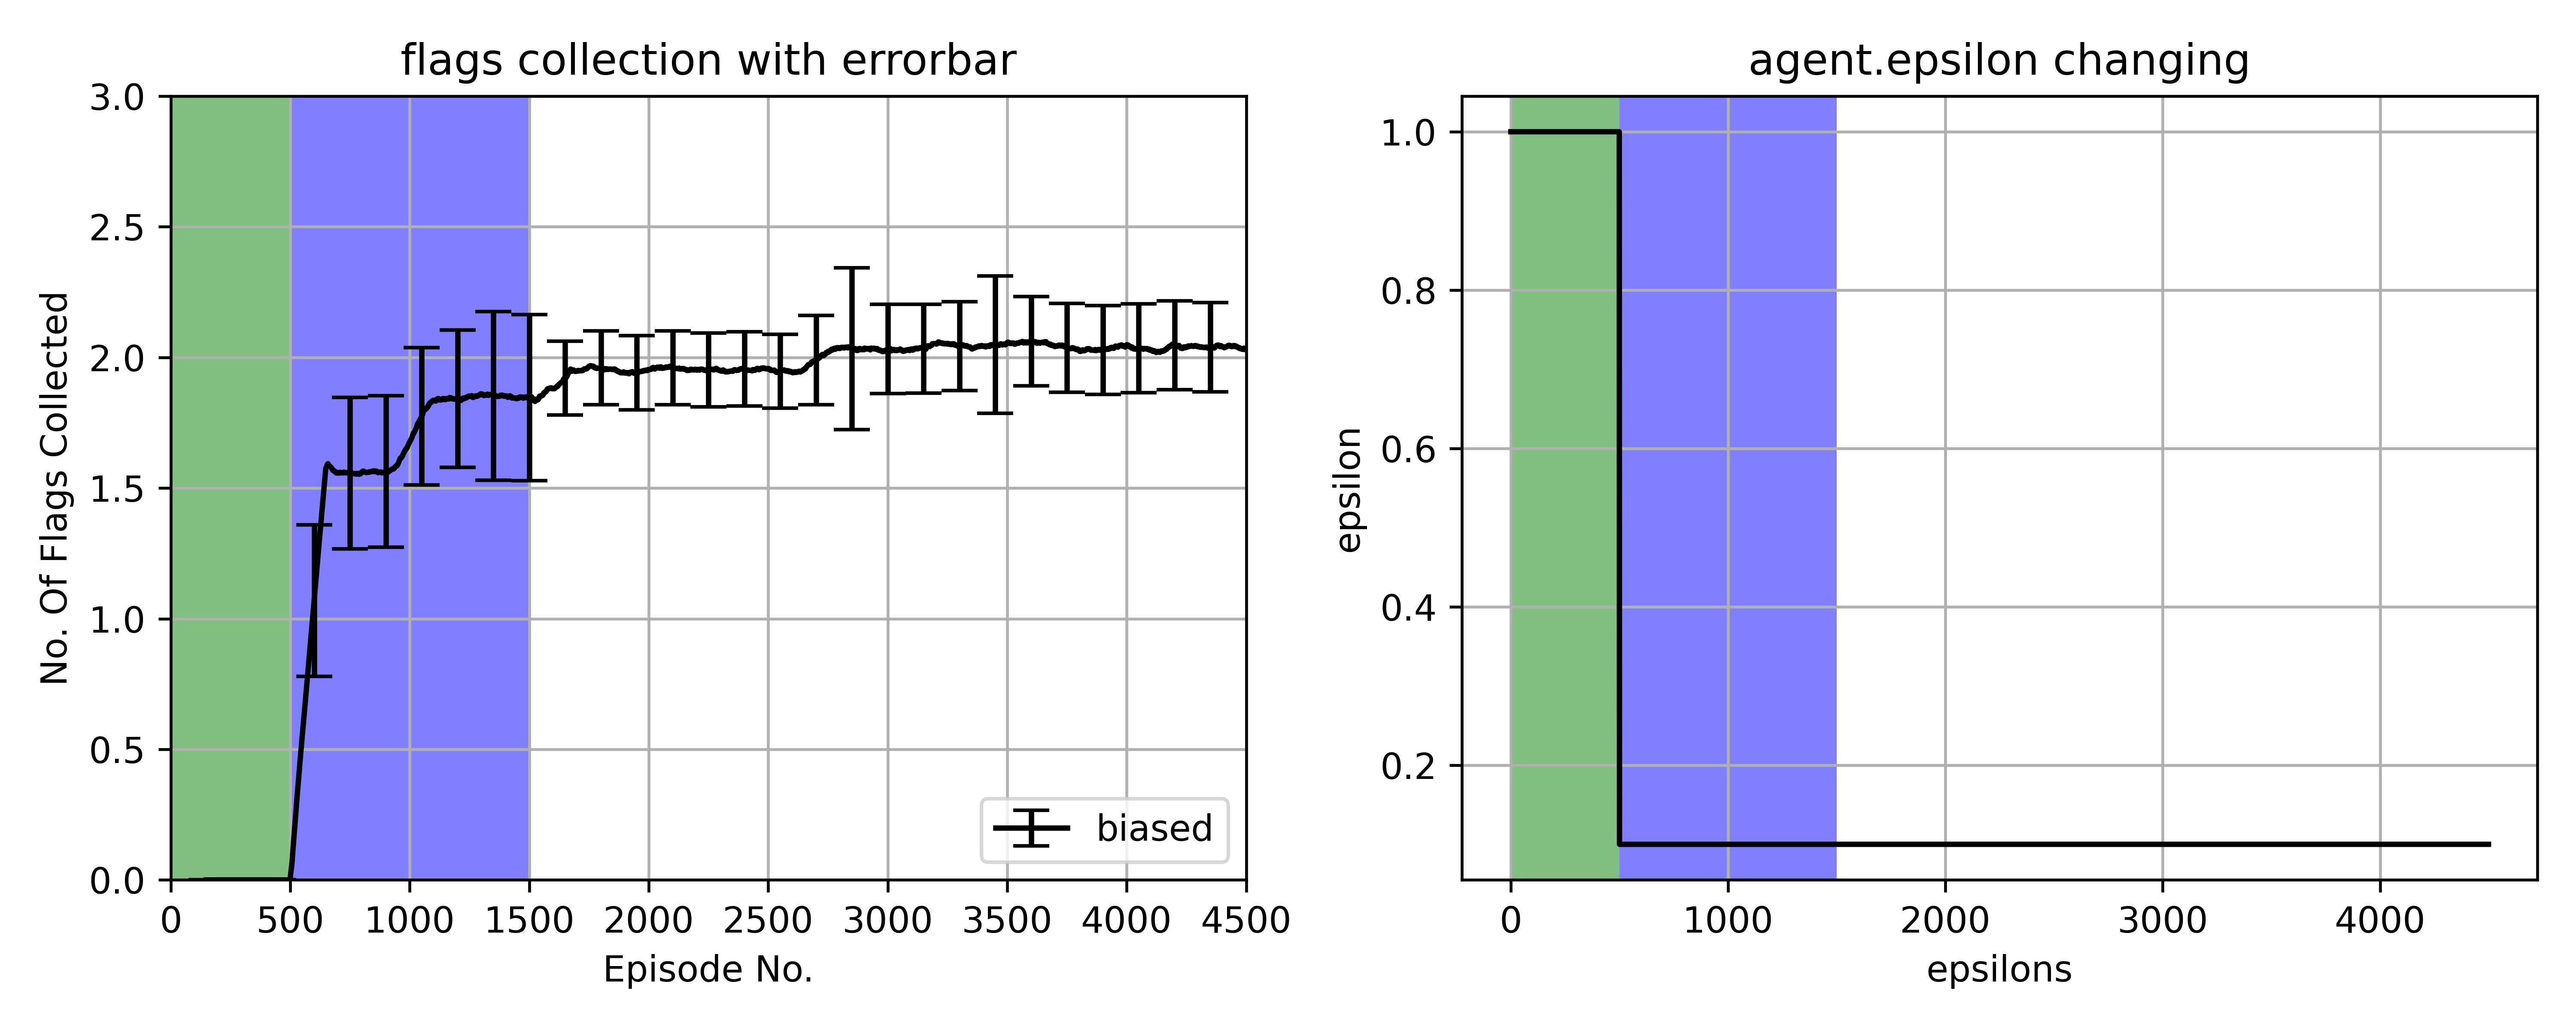 flags collection with errorbar
3.0
2.5
2.0
1.5
1.0
0.5
0.0
No. Of Flags Collected
0 500 1000 1500 2000 2500 3000 3500 4000 4500
Episode No.
biased
agent.epsilon changing
1.0
0.8
0.6
0.4
0.2
epsilon
0 1000 2000 3000 4000
epsilons